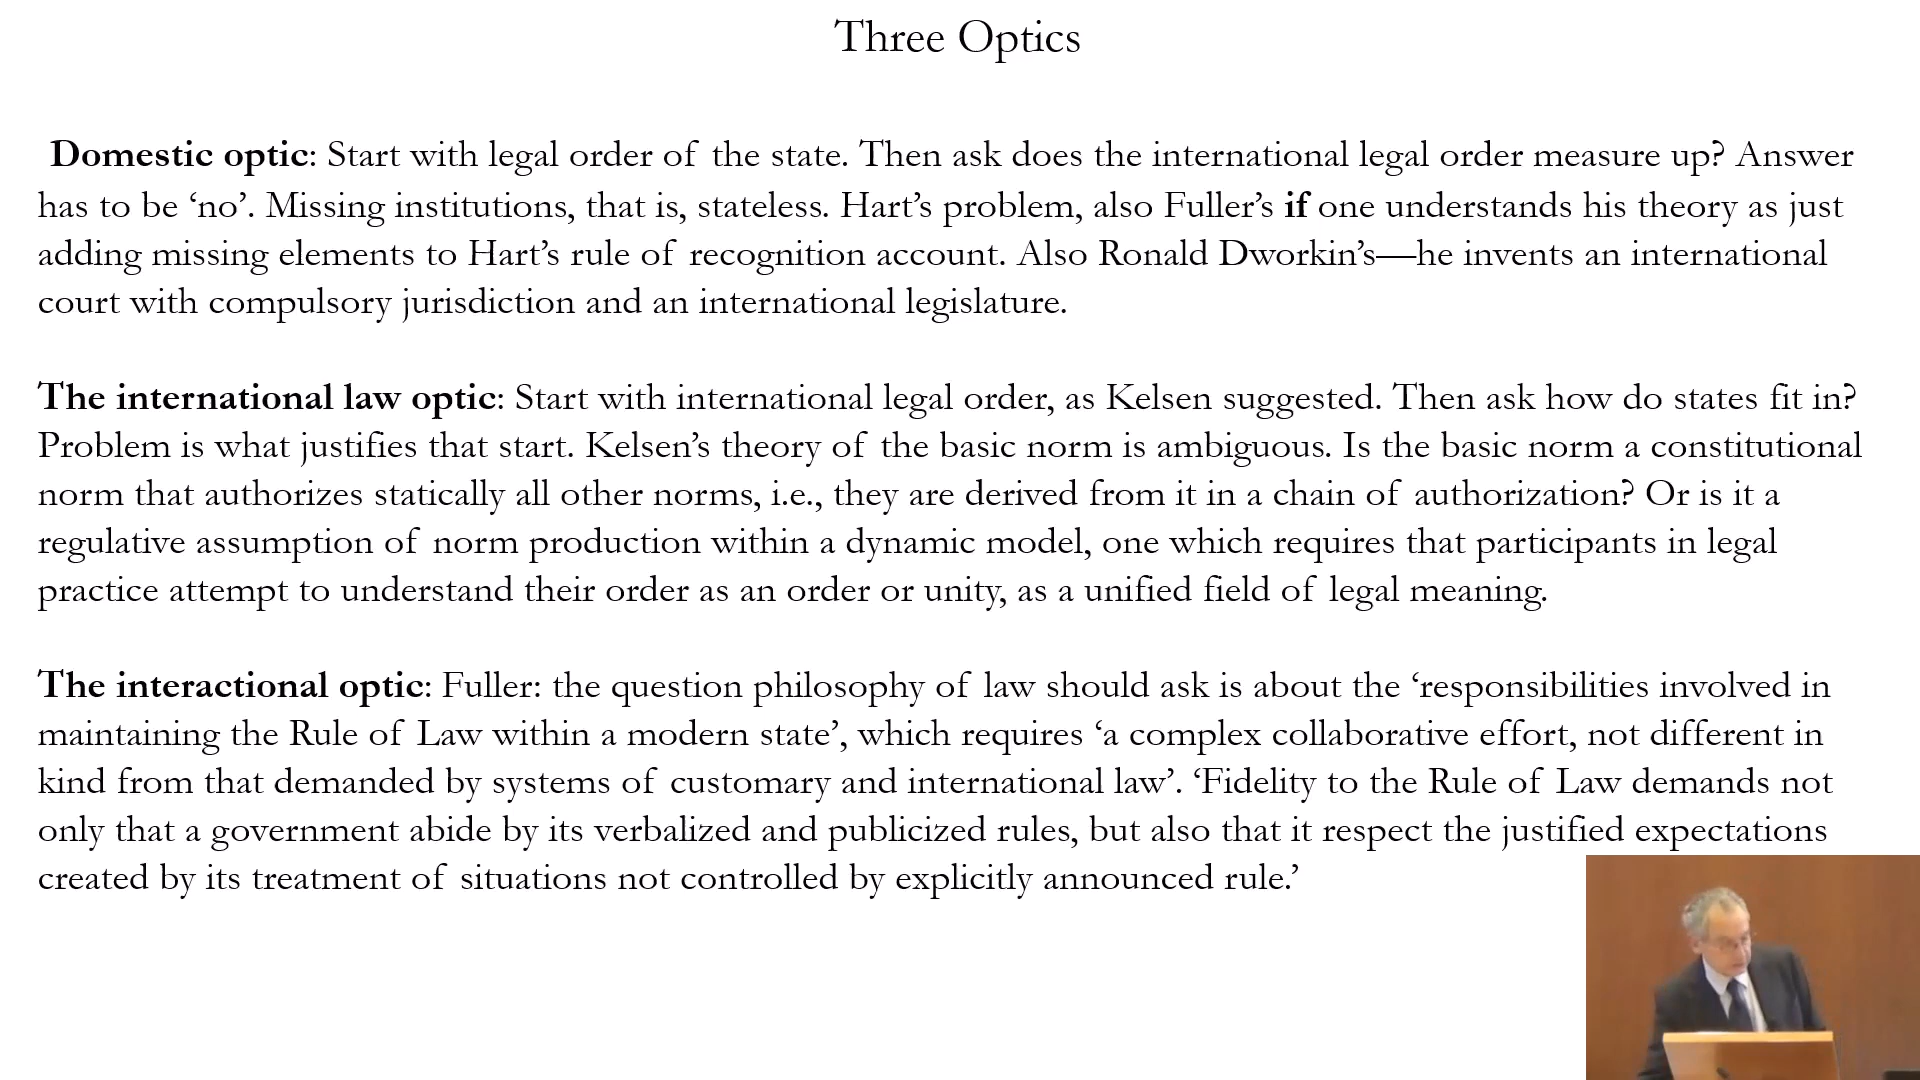 Three Optics
Domestic optic: Start with legal order of the state. Then ask does the international legal order measure up? Answer
has to be ‘no’. Missing institutions, that is, stateless. Hart’s problem, also Fuller’s if one understands his theory as just
adding missing elements to Hart’s rule of recognition account. Also Ronald Dworkin’s—he invents an international
court with compulsory jurisdiction and an international legislature.
The international law optic: Start with international legal order, as Kelsen suggested. Then ask how do states fit in?
Problem is what justifies that start. Kelsen’s theory of the basic norm is ambiguous. Is the basic norm a constitutional
norm that authorizes statically all other norms, i.e., they are derived from it in a chain of authorization? Or is it a
regulative assumption of norm production within a dynamic model, one which requires that participants in legal
practice attempt to understand their order as an order or unity, as a unified field of legal meaning.
The interactional optic: Fuller: the question philosophy of law should ask is about the ‘responsibilities involved in
maintaining the Rule of Law within a modern state’, which requires ‘a complex collaborative effort, not different in
kind from that demanded by systems of customary and international law’. ‘Fidelity to the Rule of Law demands not
only that a government abide by its verbalized and publicized rules, but also that it respect the justified expectations
created by its treatment of situations not controlled by explicitly announced rule.’